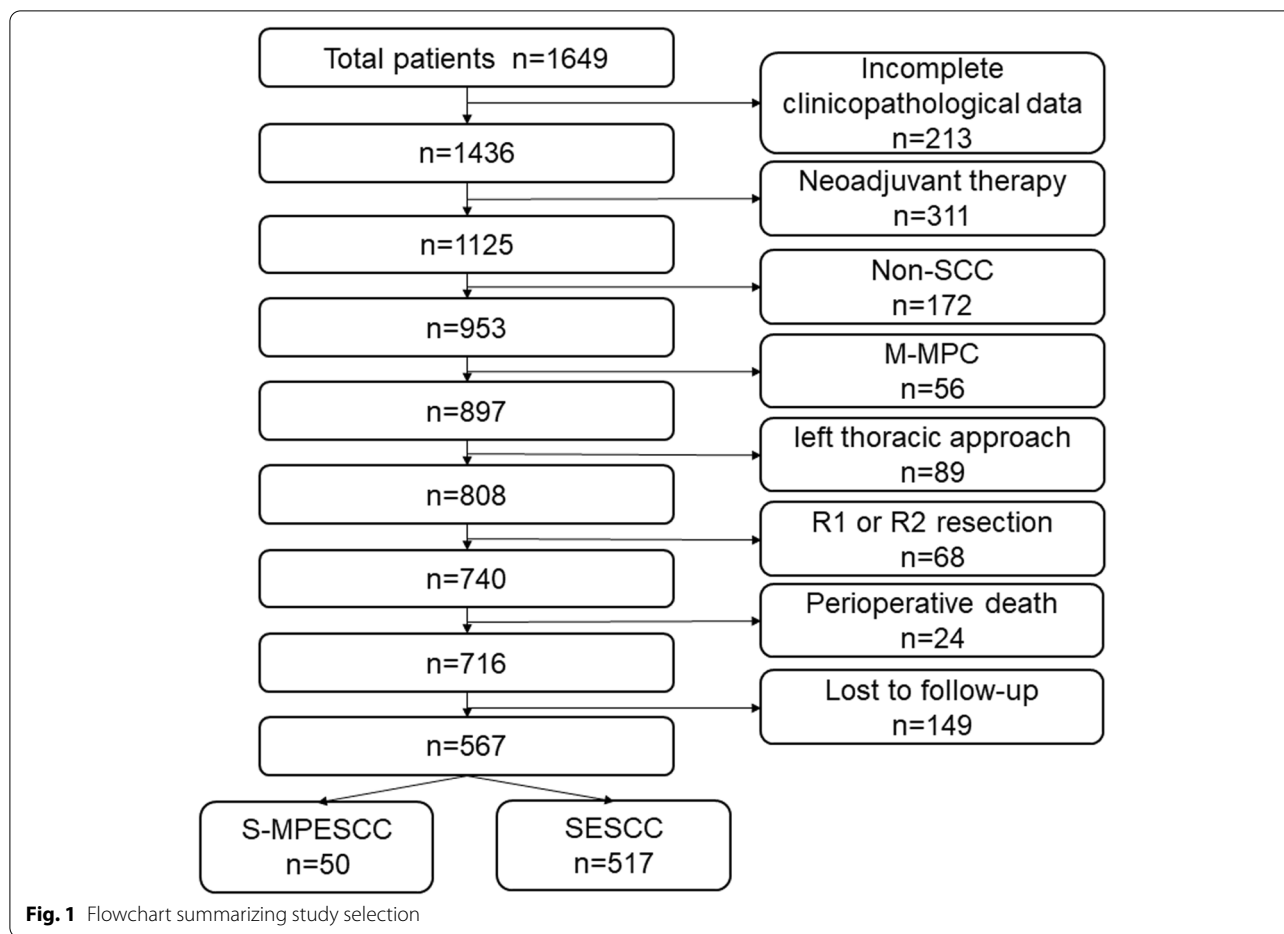 Total patients n=1649
Incomplete
clinicopathological data
n=213
n=1436
Neoadjuvant therapy
n=311
n=1125
Non-SCC
n=172
n=953
M-MPC
n=56
n=897
left thoracic approach
n=89
n=808
R1 or R2 resection
n=68
n=740
Perioperative death
n=24
n=716
Lost to follow-up
n=149
n=567
S-MPESCC
n=50
SESCC
n=517
Fig. 1 Flowchart summarizing study selection